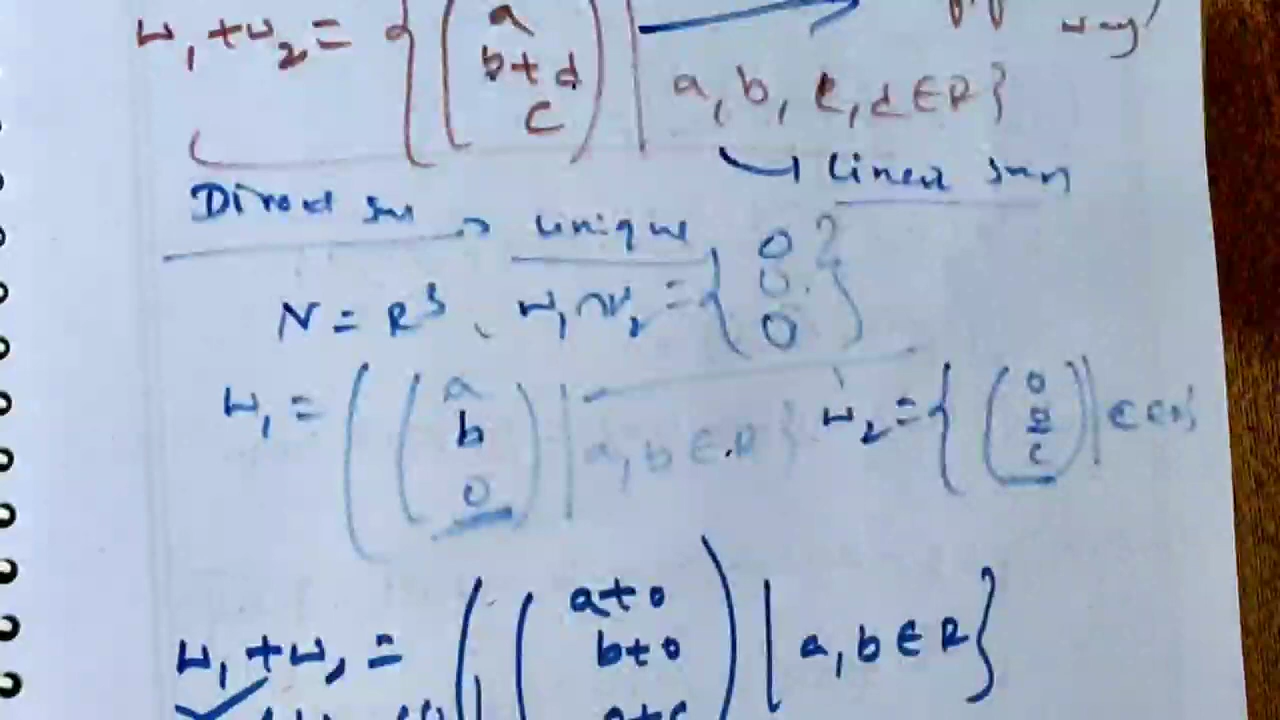 W₁+W₂ = { ( a
b+d
c ) | a, b, c, d ∈ R }
way
Linear sum
Direct sum → unique
V = R³, W₁∩W₂ = { 0
0
0 }
W₁ = ( ( a
b
0 ) | a, b ∈ R } W₂ = { ( 0
0
c ) | c ∈ R }
W₁+W₂ = ( ( a+0
b+0
0+c ) | a, b ∈ R }